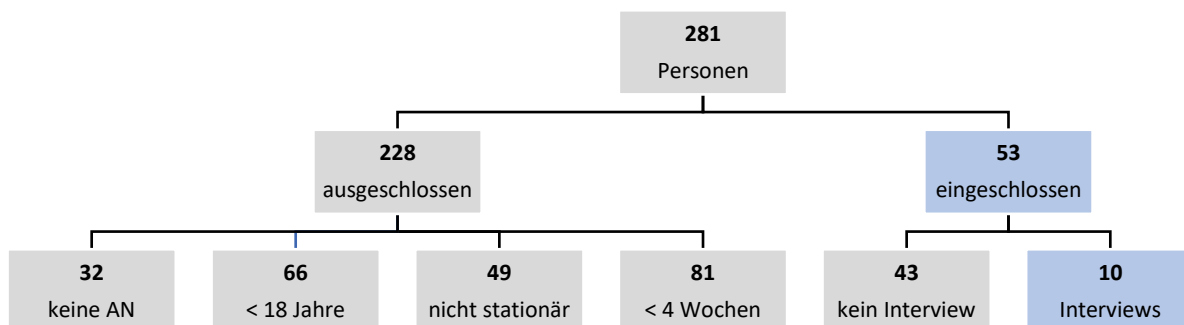 281
Personen
228
ausgeschlossen
53
eingeschlossen
32
keine AN
66
< 18 Jahre
49
nicht stationär
81
< 4 Wochen
43
kein Interview
10
Interviews